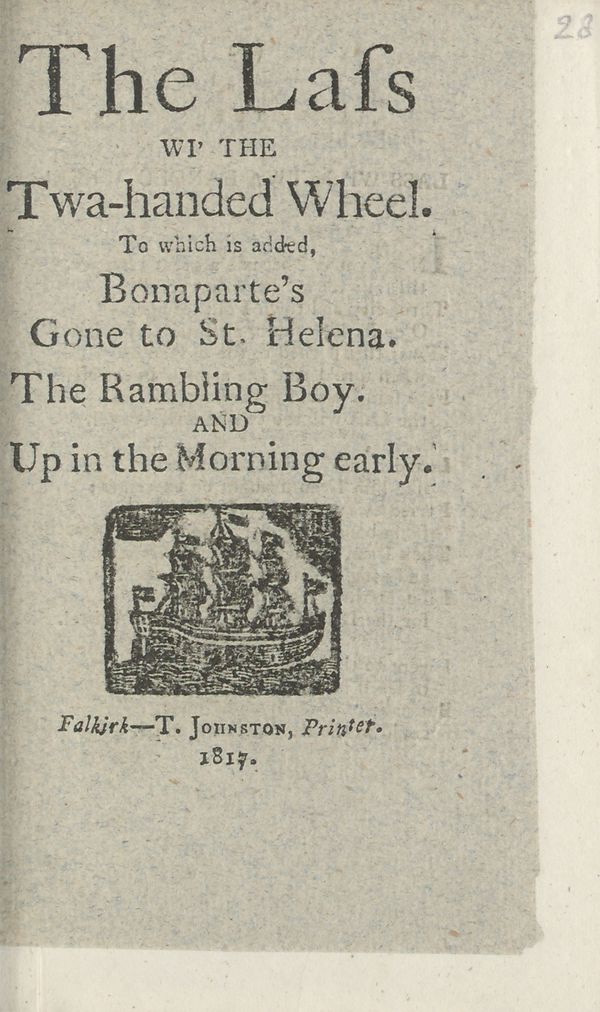 28
The Laſs
WI' THE
Twa-handed Wheel.
To which is added,
Bonaparte's
Gone to St. Helena.
The Rambling Boy.
AND
Up in the Morning early.
Falkirk—T. JOHNSTON, Printer.
1817.